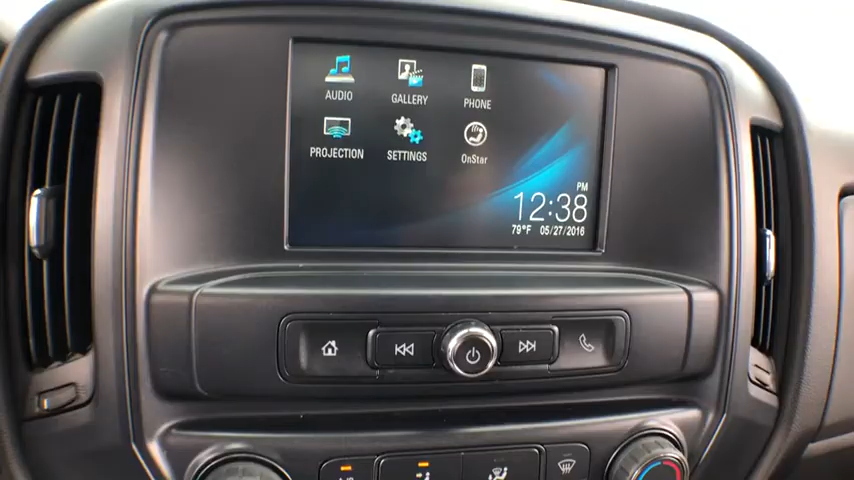 AUDIO
GALLERY
PHONE
PROJECTION
SETTINGS
OnStar
PM
12:38
79°F 05/27/2016